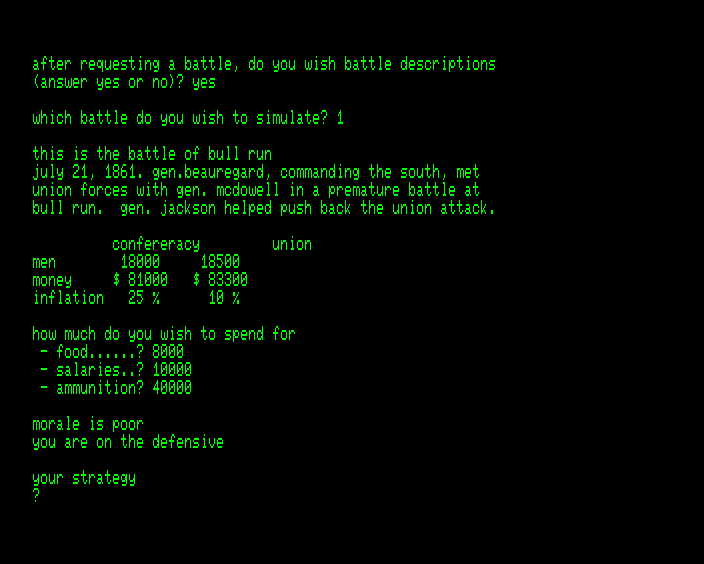 after requesting a battle, do you wish battle descriptions
(answer yes or no)? yes
which battle do you wish to simulate? 1
this is the battle of bull run
july 21, 1861. gen.beauregard, commanding the south, met
union forces with gen. mcdowell in a premature battle at
bull run.  gen. jackson helped push back the union attack.
          confereracy         union
men        18000     18500
money     $ 81000   $ 83300
inflation   25 %      10 %
how much do you wish to spend for
 - food......? 8000
 - salaries..? 10000
 - ammunition? 40000
morale is poor
you are on the defensive
your strategy
?